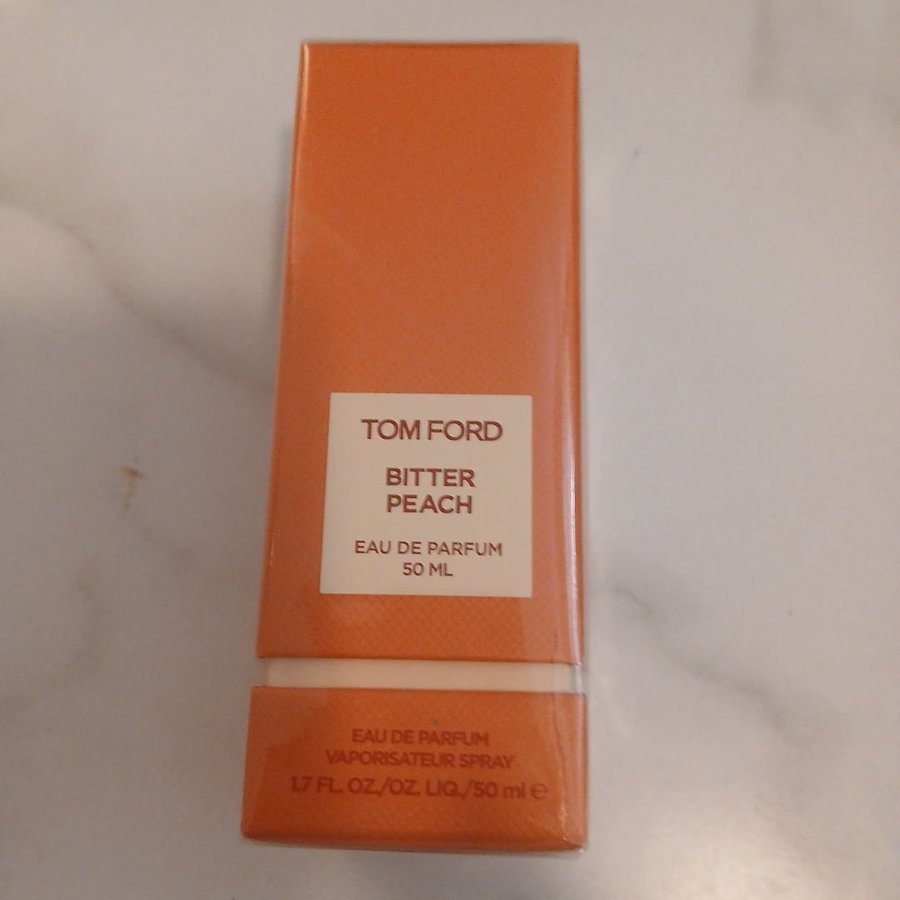 TOM FORD
BITTER
PEACH
EAU DE PARFUM
50 ML
EAU DE PARFUM
VAPORISATEUR SPRAY
1.7 FL. OZ./OZ. LIQ./50 ml ℮